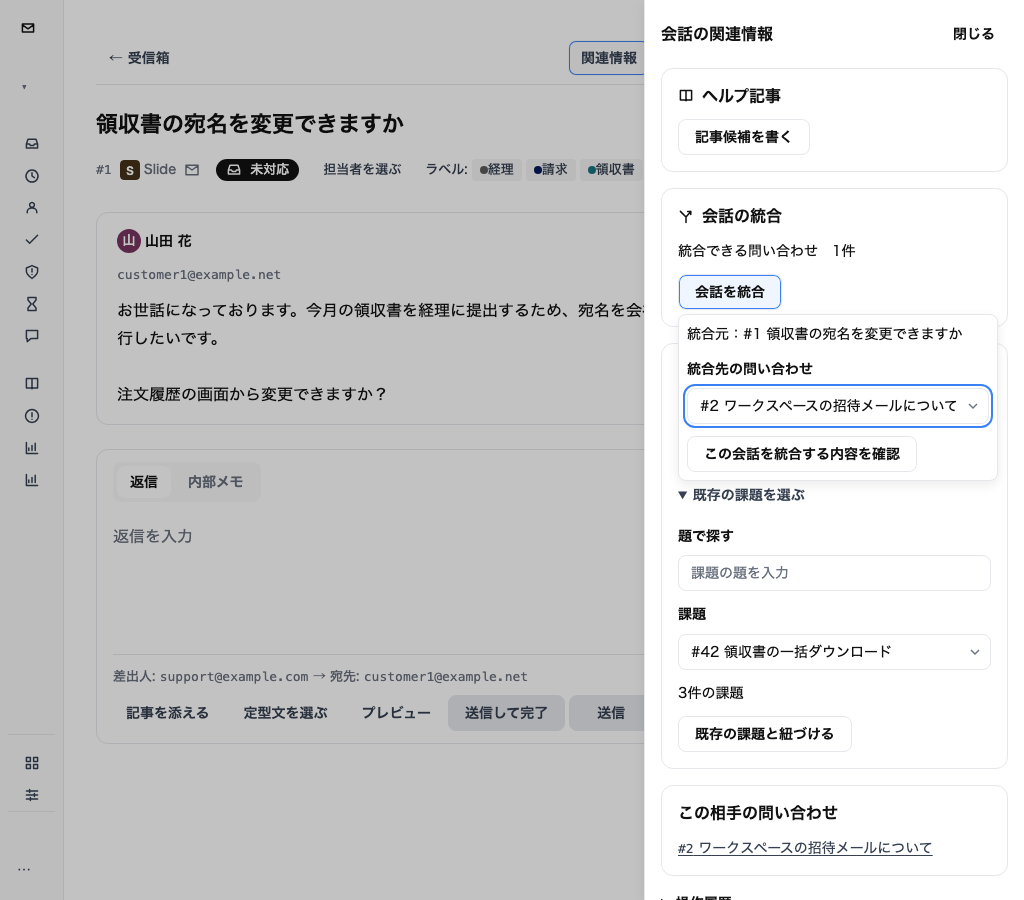 ← 受信箱
関連情報
領収書の宛名を変更できますか
#1 S Slide 未対応 担当者を選ぶ ラベル: 経理 請求 領収書
山 山田 花
customer1@example.net
お世話になっております。今月の領収書を経理に提出するため、宛名を会
行したいです。
注文履歴の画面から変更できますか？
返信 内部メモ
返信を入力
差出人: support@example.com → 宛先: customer1@example.net
記事を添える 定型文を選ぶ プレビュー 送信して完了 送信
会話の関連情報 閉じる
ヘルプ記事
記事候補を書く
会話の統合
統合できる問い合わせ 1件
会話を統合
統合元：#1 領収書の宛名を変更できますか
統合先の問い合わせ
#2 ワークスペースの招待メールについて
この会話を統合する内容を確認
▼ 既存の課題を選ぶ
題で探す
課題の題を入力
課題
#42 領収書の一括ダウンロード
3件の課題
既存の課題と紐づける
この相手の問い合わせ
#2 ワークスペースの招待メールについて